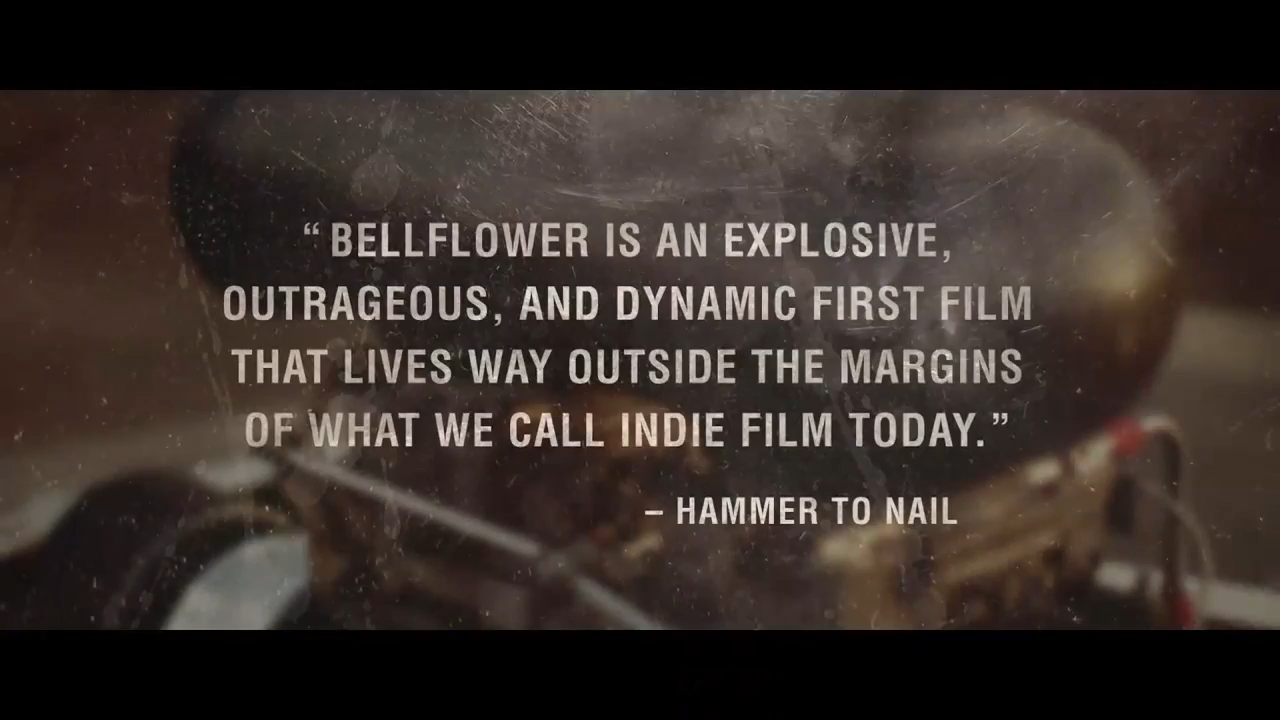 “ BELLFLOWER IS AN EXPLOSIVE,
OUTRAGEOUS, AND DYNAMIC FIRST FILM
THAT LIVES WAY OUTSIDE THE MARGINS
OF WHAT WE CALL INDIE FILM TODAY.”
– HAMMER TO NAIL